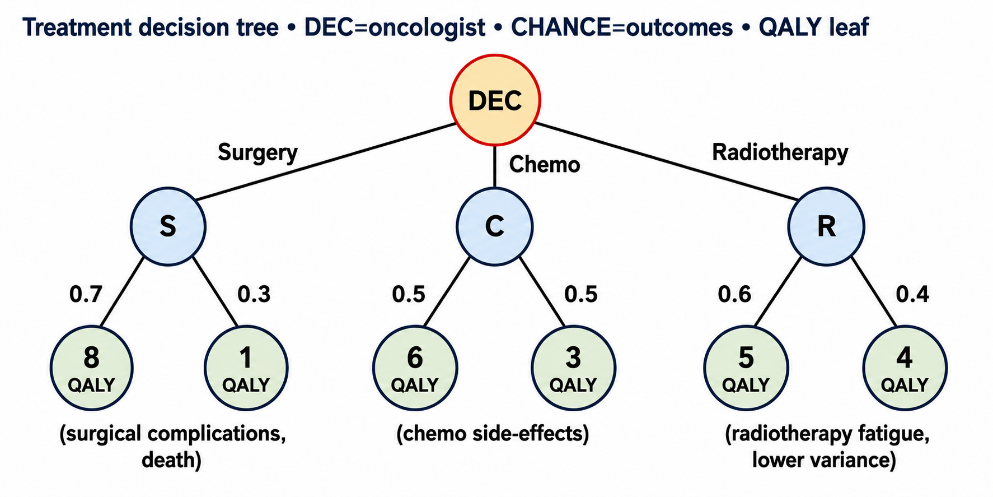 Treatment decision tree • DEC=oncologist • CHANCE=outcomes • QALY leaf
DEC
Surgery
Chemo
Radiotherapy
S
C
R
0.7
0.3
0.5
0.5
0.6
0.4
8
QALY
1
QALY
6
QALY
3
QALY
5
QALY
4
QALY
(surgical complications,
death)
(chemo side-effects)
(radiotherapy fatigue,
lower variance)